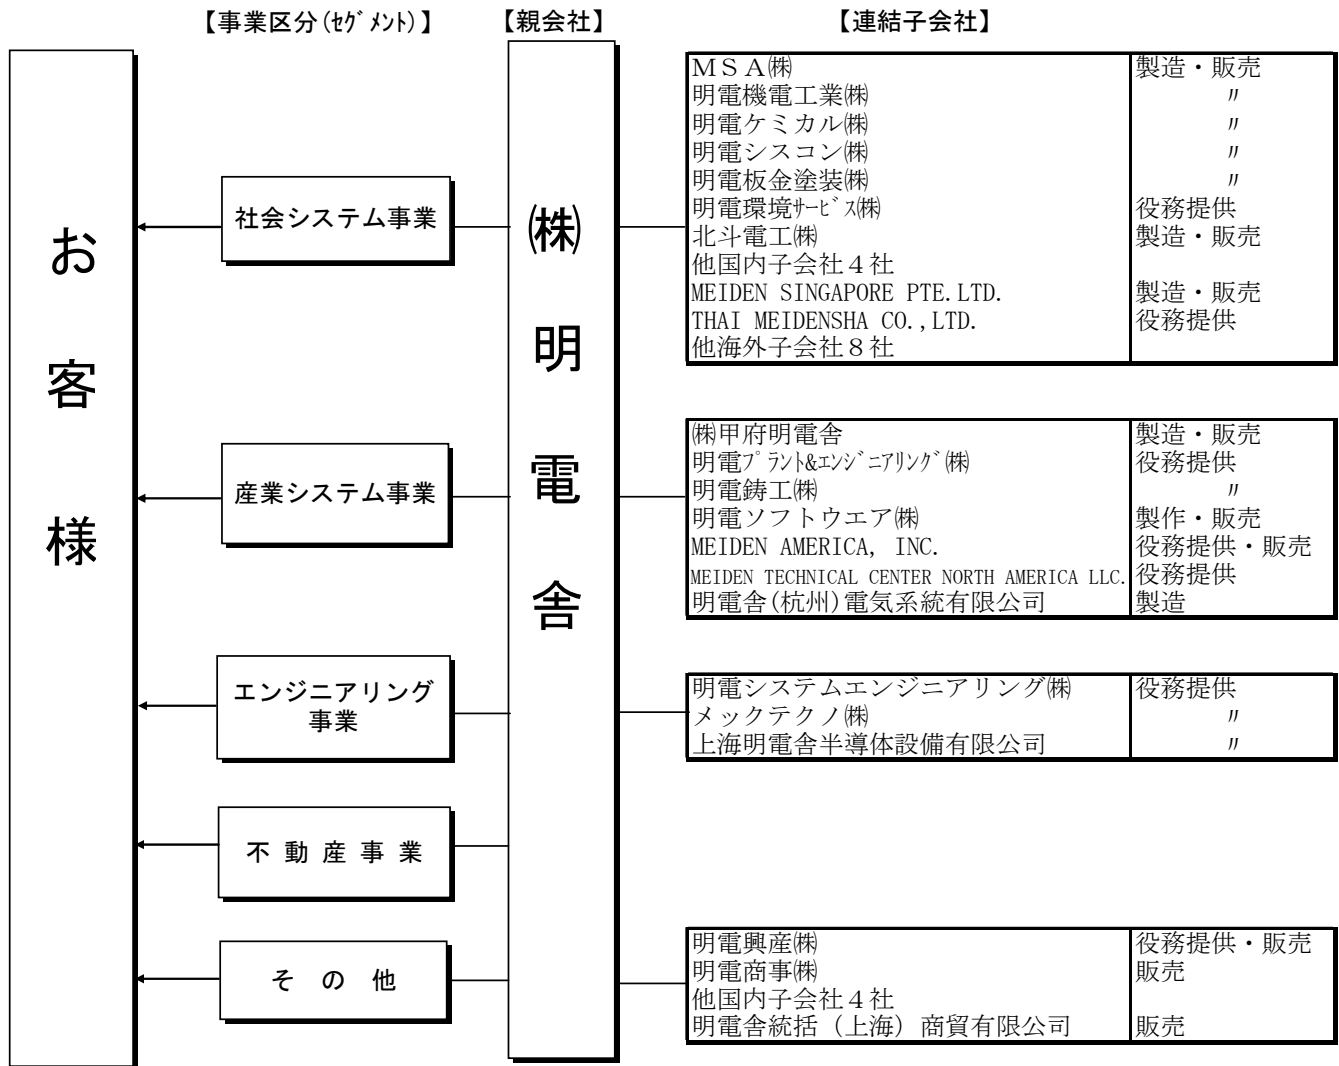 【事業区分(ｾｸﾞﾒﾝﾄ)】 【親会社】 【連結子会社】
お客様
㈱明電舎
社会システム事業
MSA㈱ 製造・販売
明電機電工業㈱ 〃
明電ケミカル㈱ 〃
明電シスコン㈱ 〃
明電板金塗装㈱ 〃
明電環境ｻｰﾋﾞｽ㈱ 役務提供
北斗電工㈱ 製造・販売
他国内子会社４社
MEIDEN SINGAPORE PTE.LTD. 製造・販売
THAI MEIDENSHA CO.,LTD. 役務提供
他海外子会社８社
産業システム事業
㈱甲府明電舎 製造・販売
明電ﾌﾟﾗﾝﾄ&ｴﾝｼﾞﾆｱﾘﾝｸﾞ㈱ 役務提供
明電鋳工㈱ 〃
明電ソフトウエア㈱ 製作・販売
MEIDEN AMERICA, INC. 役務提供・販売
MEIDEN TECHNICAL CENTER NORTH AMERICA LLC. 役務提供
明電舎(杭州)電気系統有限公司 製造
エンジニアリング
事業
明電システムエンジニアリング㈱ 役務提供
メックテクノ㈱ 〃
上海明電舎半導体設備有限公司 〃
不動産事業
その他
明電興産㈱ 役務提供・販売
明電商事㈱ 販売
他国内子会社４社
明電舎統括（上海）商貿有限公司 販売